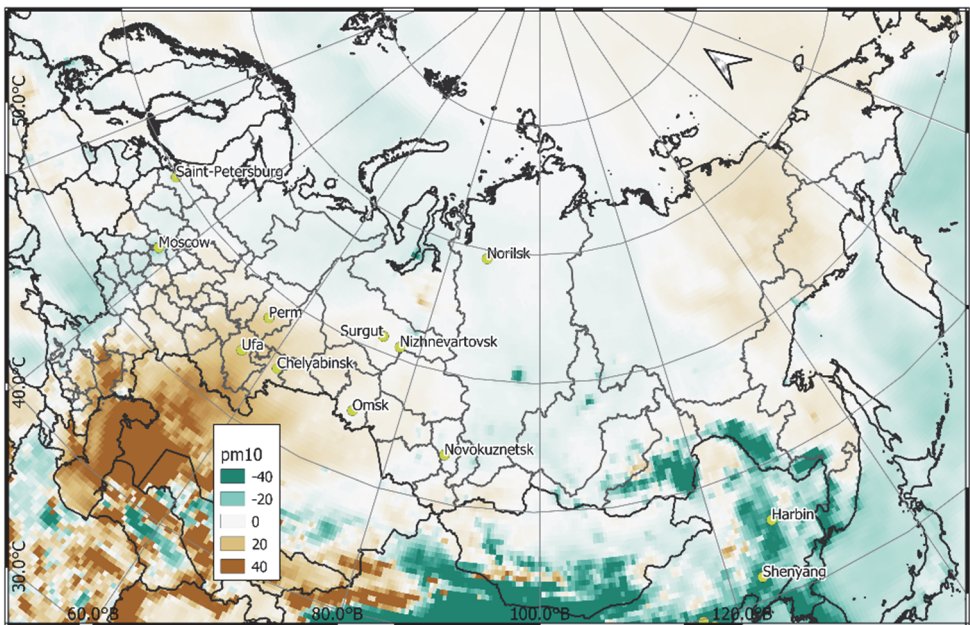 50.0°C
Saint-Petersburg
Moscow
Norilsk
Perm
Surgut
Nizhnevartovsk
Ufa
Chelyabinsk
40.0°C
Omsk
Novokuznetsk
pm10
-40
-20
0
20
40
Harbin
Shenyang
30.0°C
60.0°В
80.0°В
100.0°В
120.0°В